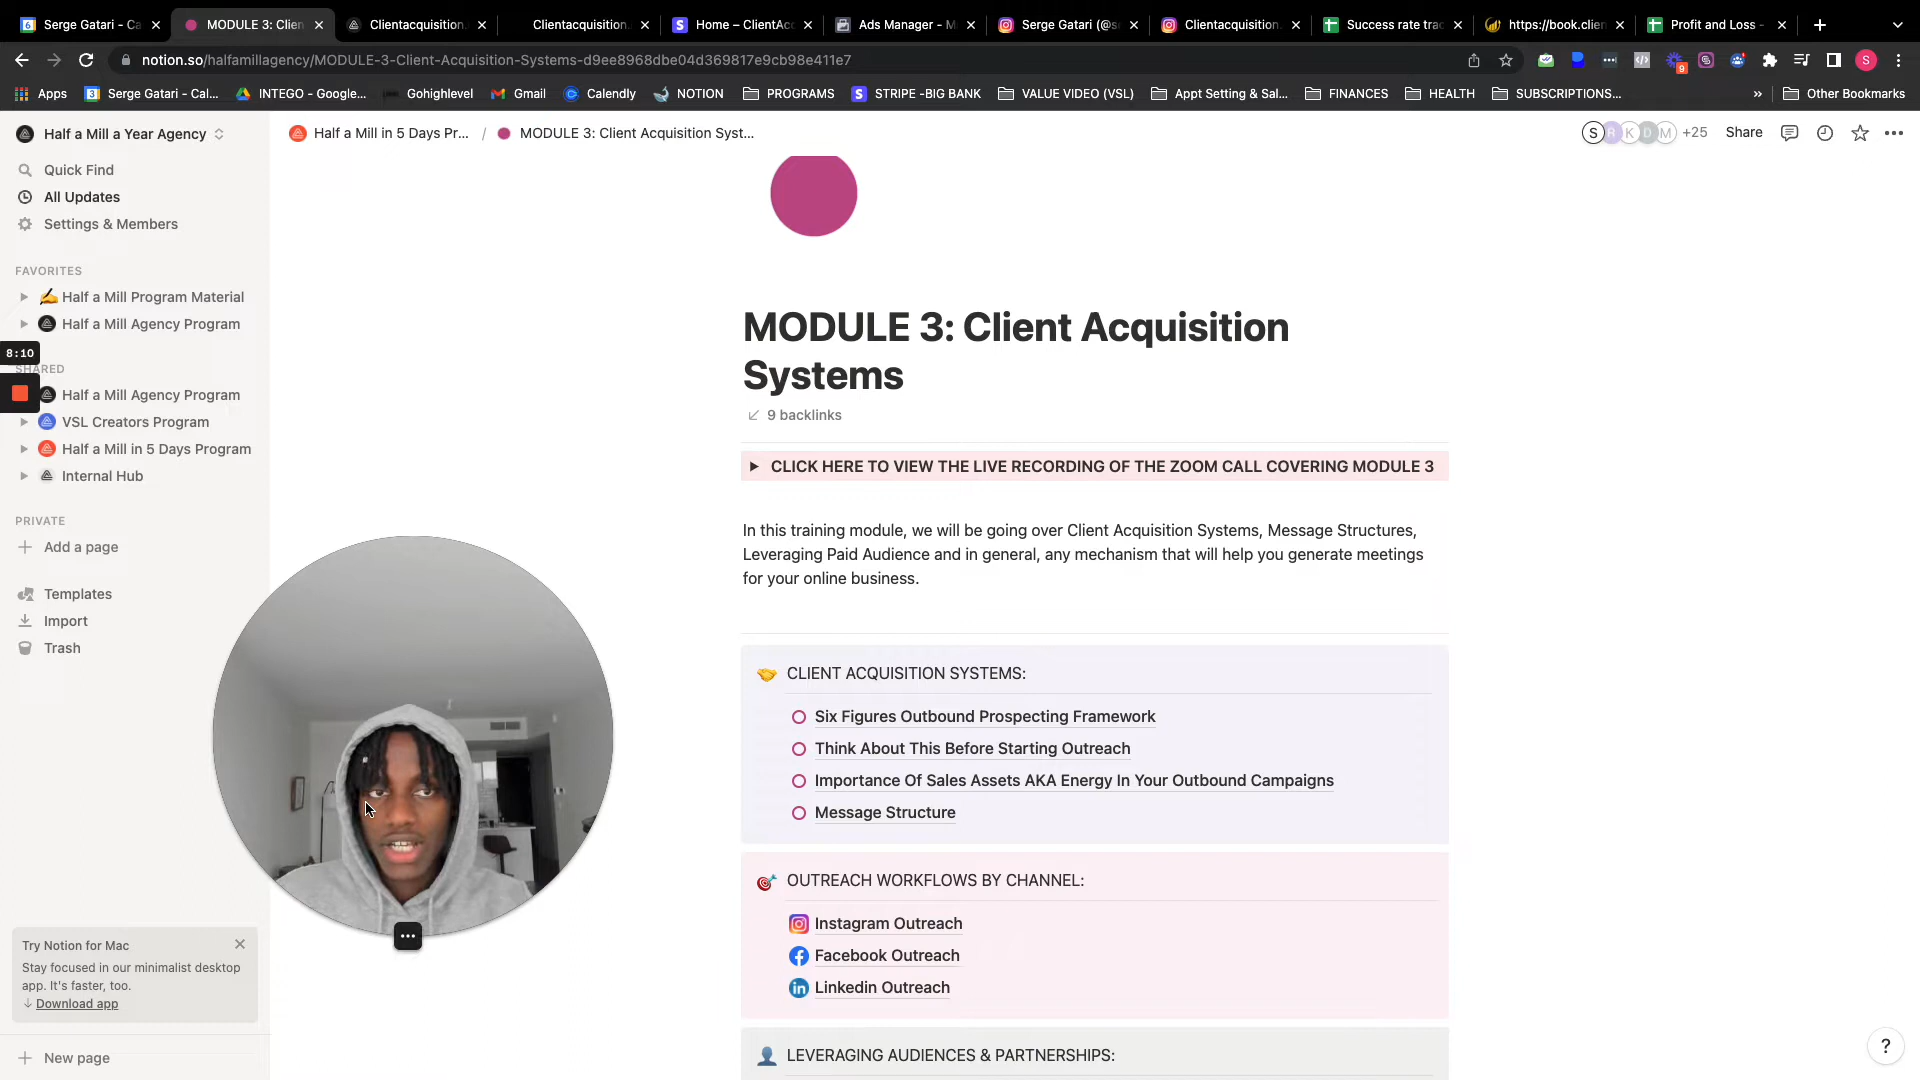 Serge Gatari - Ca
MODULE 3: Clien
Clientacquisition.
Clientacquisition.
Home – ClientAc
Ads Manager - M
Serge Gatari (@s
Clientacquisition.
Success rate trac
https://book.clien
Profit and Loss -
notion.so/halfamillagency/MODULE-3-Client-Acquisition-Systems-d9ee8968dbe04d369817e9cb98e411e7
Apps
Serge Gatari - Cal...
INTEGO - Google...
Gohighlevel
Gmail
Calendly
NOTION
PROGRAMS
STRIPE -BIG BANK
VALUE VIDEO (VSL)
Appt Setting & Sal...
FINANCES
HEALTH
SUBSCRIPTIONS...
»
Other Bookmarks
Half a Mill a Year Agency
Half a Mill in 5 Days Pr... / MODULE 3: Client Acquisition Syst...
S R K D M +25 Share
Quick Find
All Updates
Settings & Members
FAVORITES
Half a Mill Program Material
Half a Mill Agency Program
8:10
SHARED
Half a Mill Agency Program
VSL Creators Program
Half a Mill in 5 Days Program
Internal Hub
PRIVATE
Add a page
Templates
Import
Trash
Try Notion for Mac
Stay focused in our minimalist desktop
app. It's faster, too.
↓ Download app
New page
MODULE 3: Client Acquisition
Systems
9 backlinks
CLICK HERE TO VIEW THE LIVE RECORDING OF THE ZOOM CALL COVERING MODULE 3
In this training module, we will be going over Client Acquisition Systems, Message Structures,
Leveraging Paid Audience and in general, any mechanism that will help you generate meetings
for your online business.
CLIENT ACQUISITION SYSTEMS:
Six Figures Outbound Prospecting Framework
Think About This Before Starting Outreach
Importance Of Sales Assets AKA Energy In Your Outbound Campaigns
Message Structure
OUTREACH WORKFLOWS BY CHANNEL:
Instagram Outreach
Facebook Outreach
Linkedin Outreach
LEVERAGING AUDIENCES & PARTNERSHIPS:
?